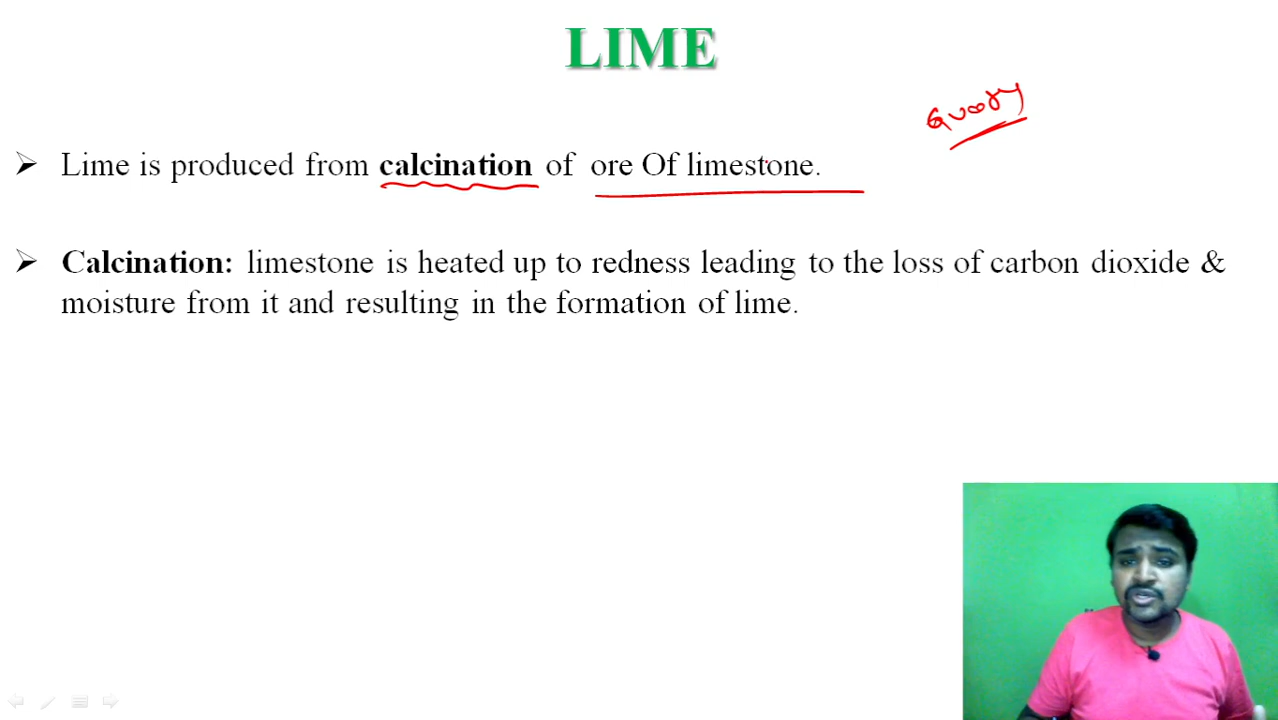 LIME
➢ Lime is produced from calcination of ore Of limestone.
➢ Calcination: limestone is heated up to redness leading to the loss of carbon dioxide &
moisture from it and resulting in the formation of lime.